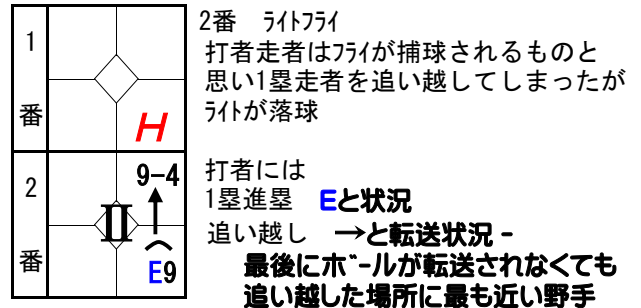 1
番
H
2
番
9-4
Ⅱ
E9
2番 ライトフライ
打者走者はフライが捕球されるものと
思い1塁走者を追い越してしまったが
ライトが落球
打者には
1塁進塁 Eと状況
追い越し →と転送状況 -
最後にボールが転送されなくても
追い越した場所に最も近い野手